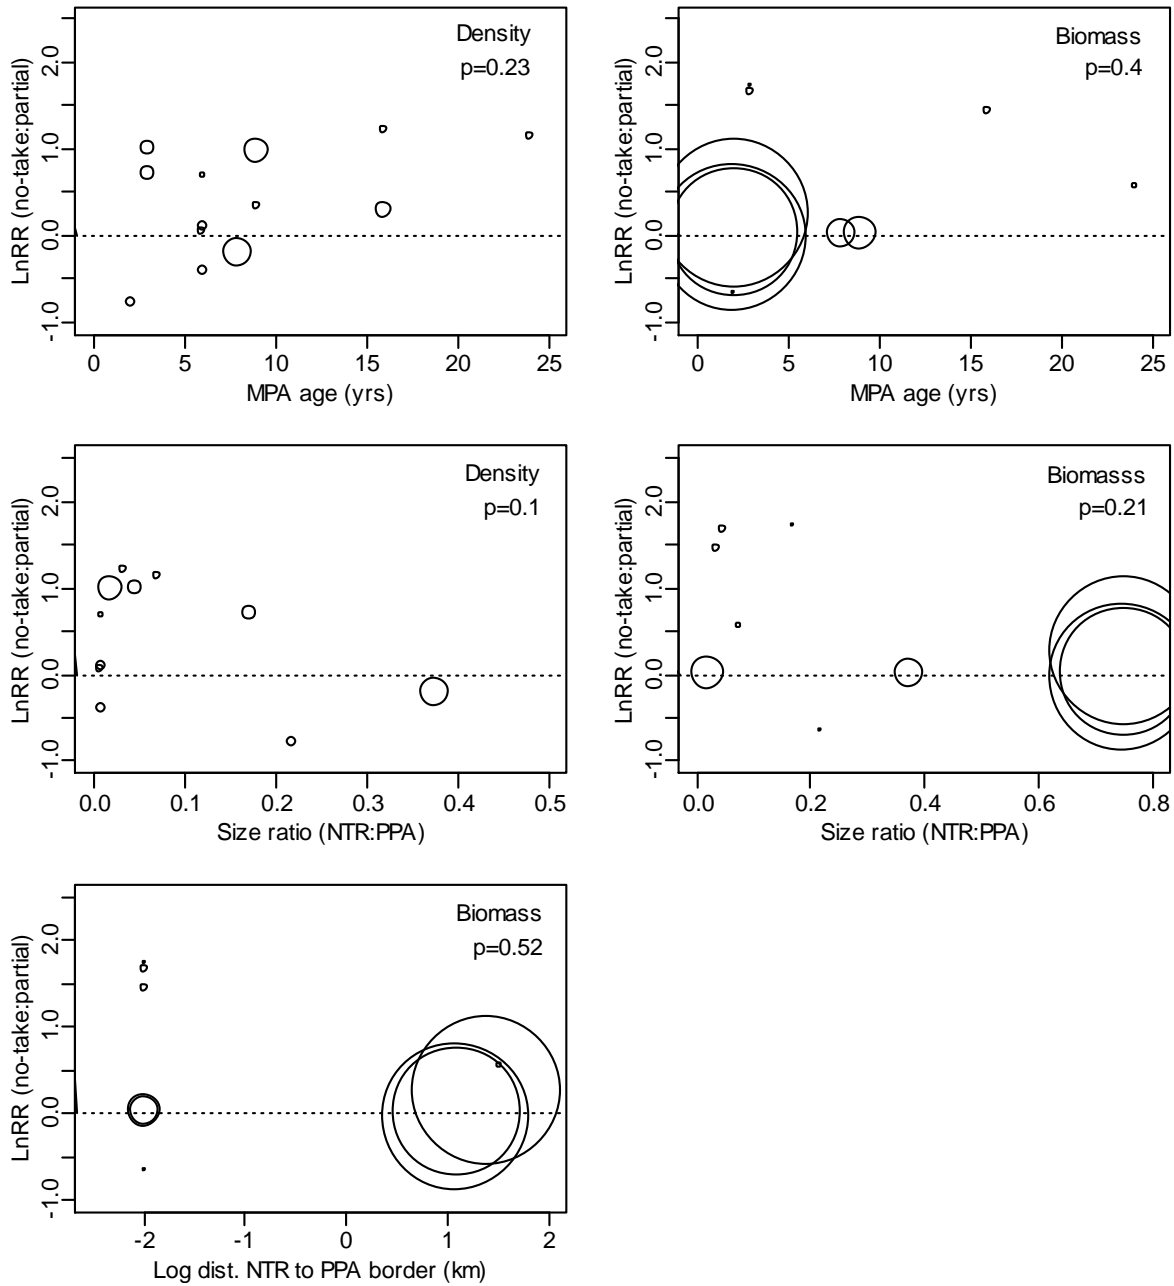 Density
p=0.23
LnRR (no-take:partial)
-1.0 0.0 1.0 2.0
0 5 10 15 20 25
MPA age (yrs)
Biomass
p=0.4
LnRR (no-take:partial)
-1.0 0.0 1.0 2.0
0 5 10 15 20 25
MPA age (yrs)
Density
p=0.1
LnRR (no-take:partial)
-1.0 0.0 1.0 2.0
0.0 0.1 0.2 0.3 0.4 0.5
Size ratio (NTR:PPA)
Biomasss
p=0.21
LnRR (no-take:partial)
-1.0 0.0 1.0 2.0
0.0 0.2 0.4 0.6 0.8
Size ratio (NTR:PPA)
Biomass
p=0.52
LnRR (no-take:partial)
-1.0 0.0 1.0 2.0
-2 -1 0 1 2
Log dist. NTR to PPA border (km)